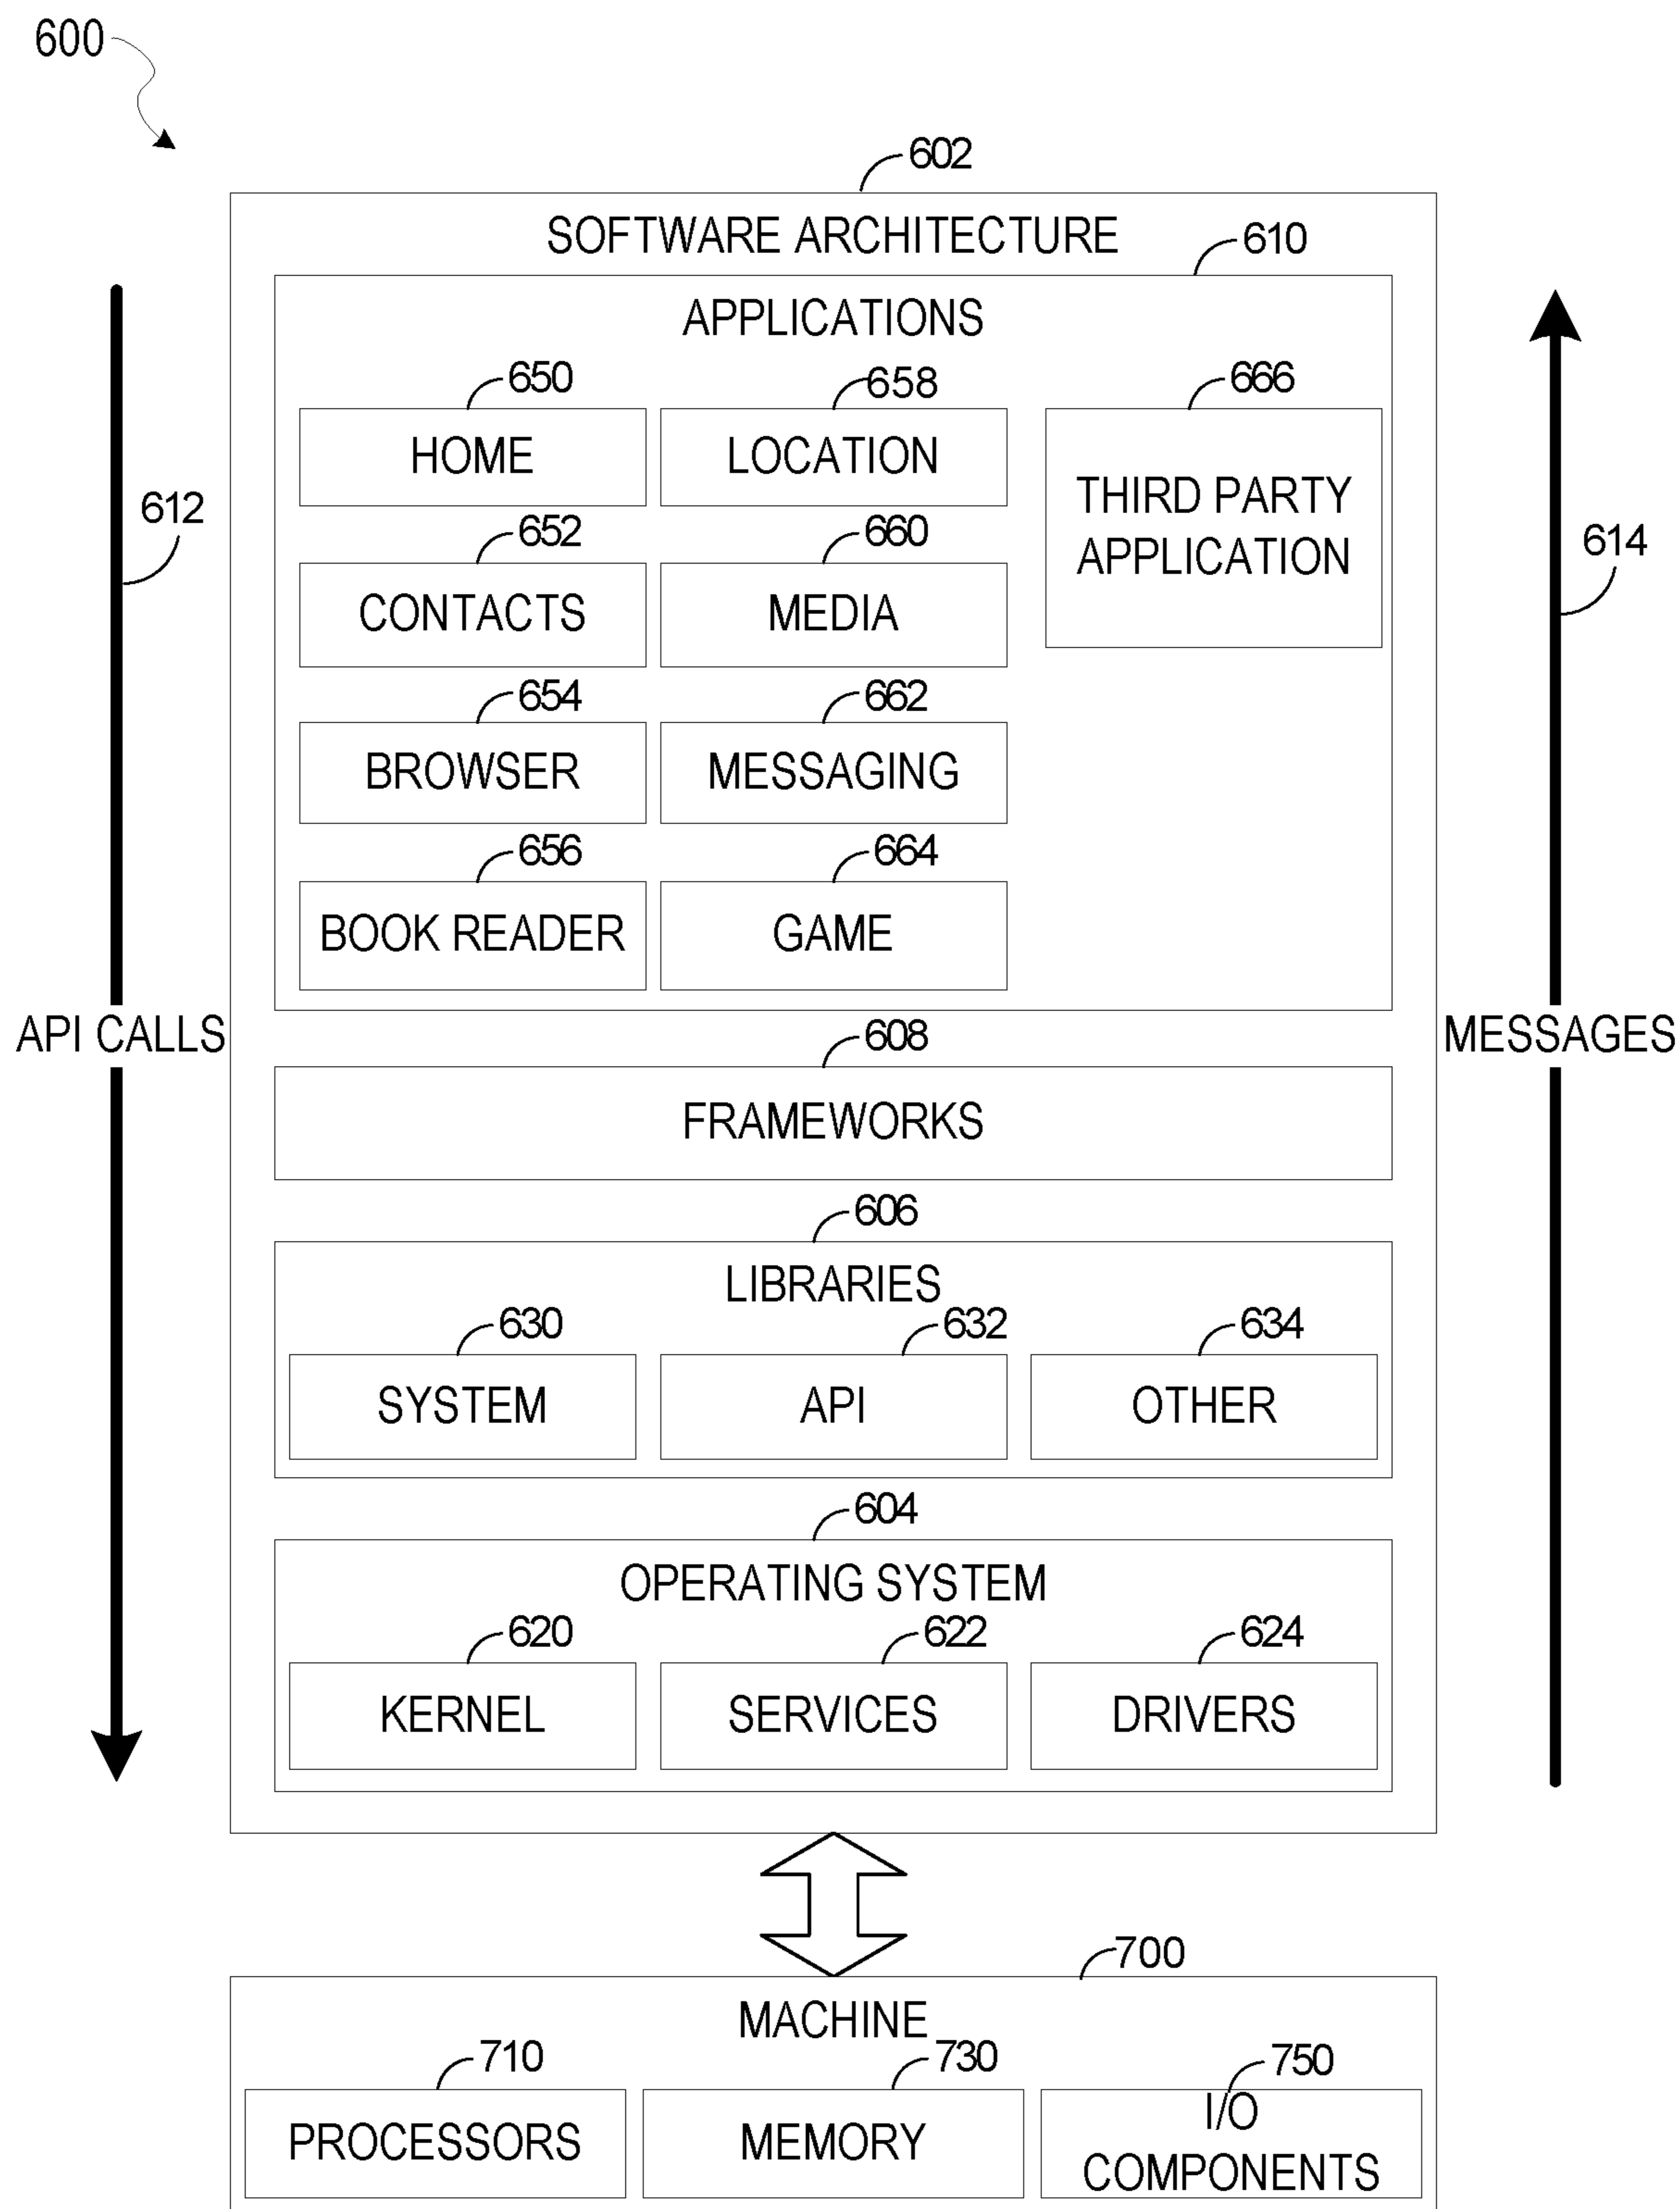 600
602
SOFTWARE ARCHITECTURE
610
APPLICATIONS
650
658
666
HOME
LOCATION
THIRD PARTY
APPLICATION
612
614
652
660
CONTACTS
MEDIA
654
662
BROWSER
MESSAGING
656
664
BOOK READER
GAME
API CALLS
MESSAGES
608
FRAMEWORKS
606
LIBRARIES
630
632
634
SYSTEM
API
OTHER
604
OPERATING SYSTEM
620
622
624
KERNEL
SERVICES
DRIVERS
700
MACHINE
710
730
750
PROCESSORS
MEMORY
I/O
COMPONENTS